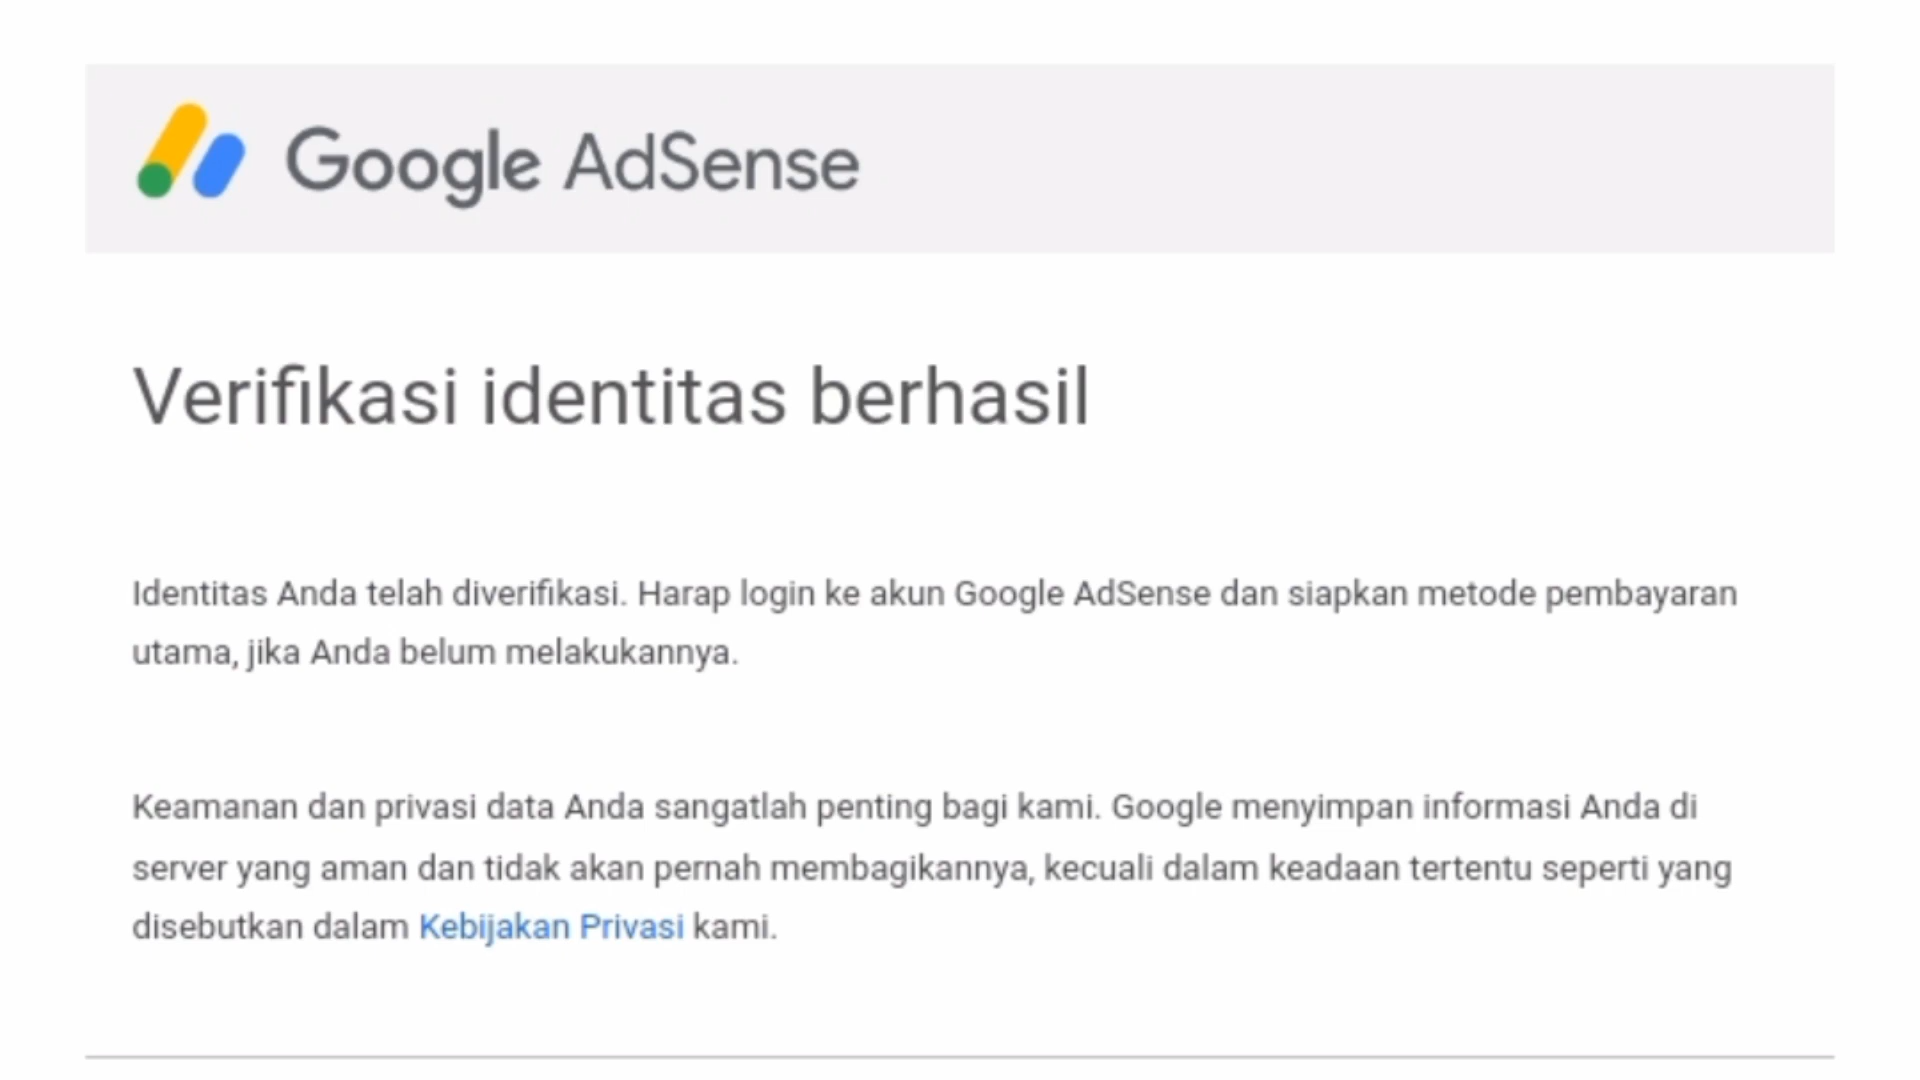 Google AdSense
Verifikasi identitas berhasil
Identitas Anda telah diverifikasi. Harap login ke akun Google AdSense dan siapkan metode pembayaran
utama, jika Anda belum melakukannya.
Keamanan dan privasi data Anda sangatlah penting bagi kami. Google menyimpan informasi Anda di
server yang aman dan tidak akan pernah membagikannya, kecuali dalam keadaan tertentu seperti yang
disebutkan dalam Kebijakan Privasi kami.